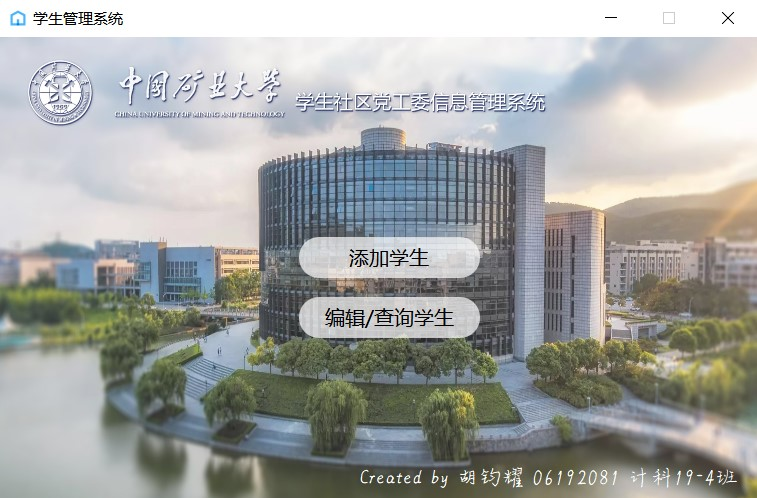 学生管理系统
中国矿业大学
CHINA UNIVERSITY OF MINING AND TECHNOLOGY
学生社区党工委信息管理系统
添加学生
编辑/查询学生
Created by 胡钧耀 06192081 计科19-4班